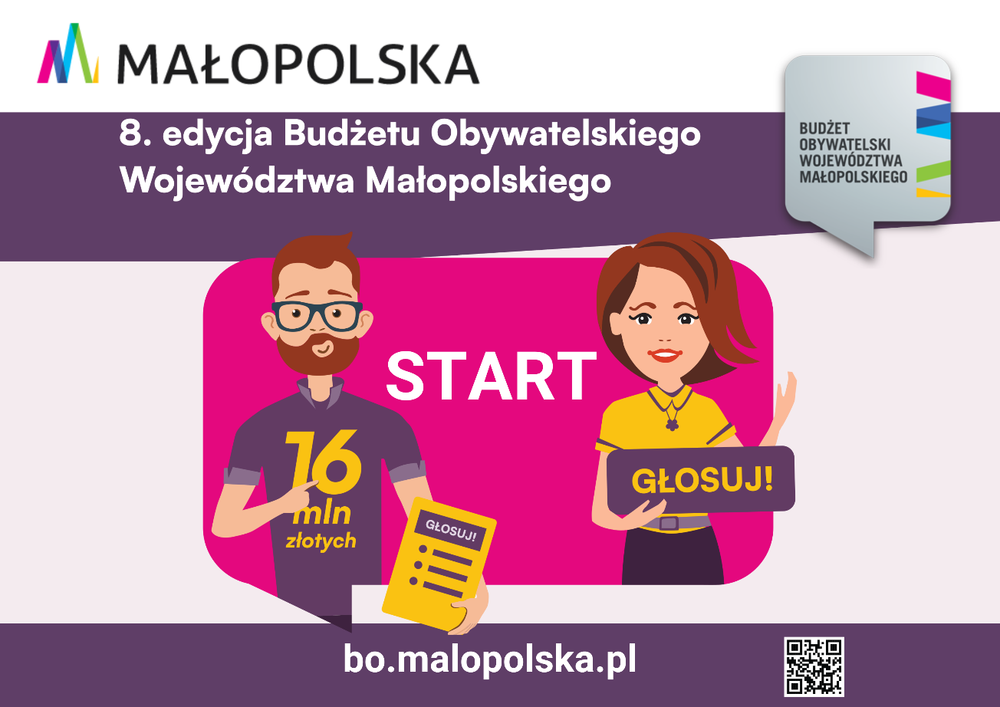 MAŁOPOLSKA
8. edycja Budżetu Obywatelskiego
Województwa Małopolskiego
BUDŻET
OBYWATELSKI
WOJEWÓDZTWA
MAŁOPOLSKIEGO
START
16
mln
złotych
GŁOSUJ!
GŁOSUJ!
bo.malopolska.pl